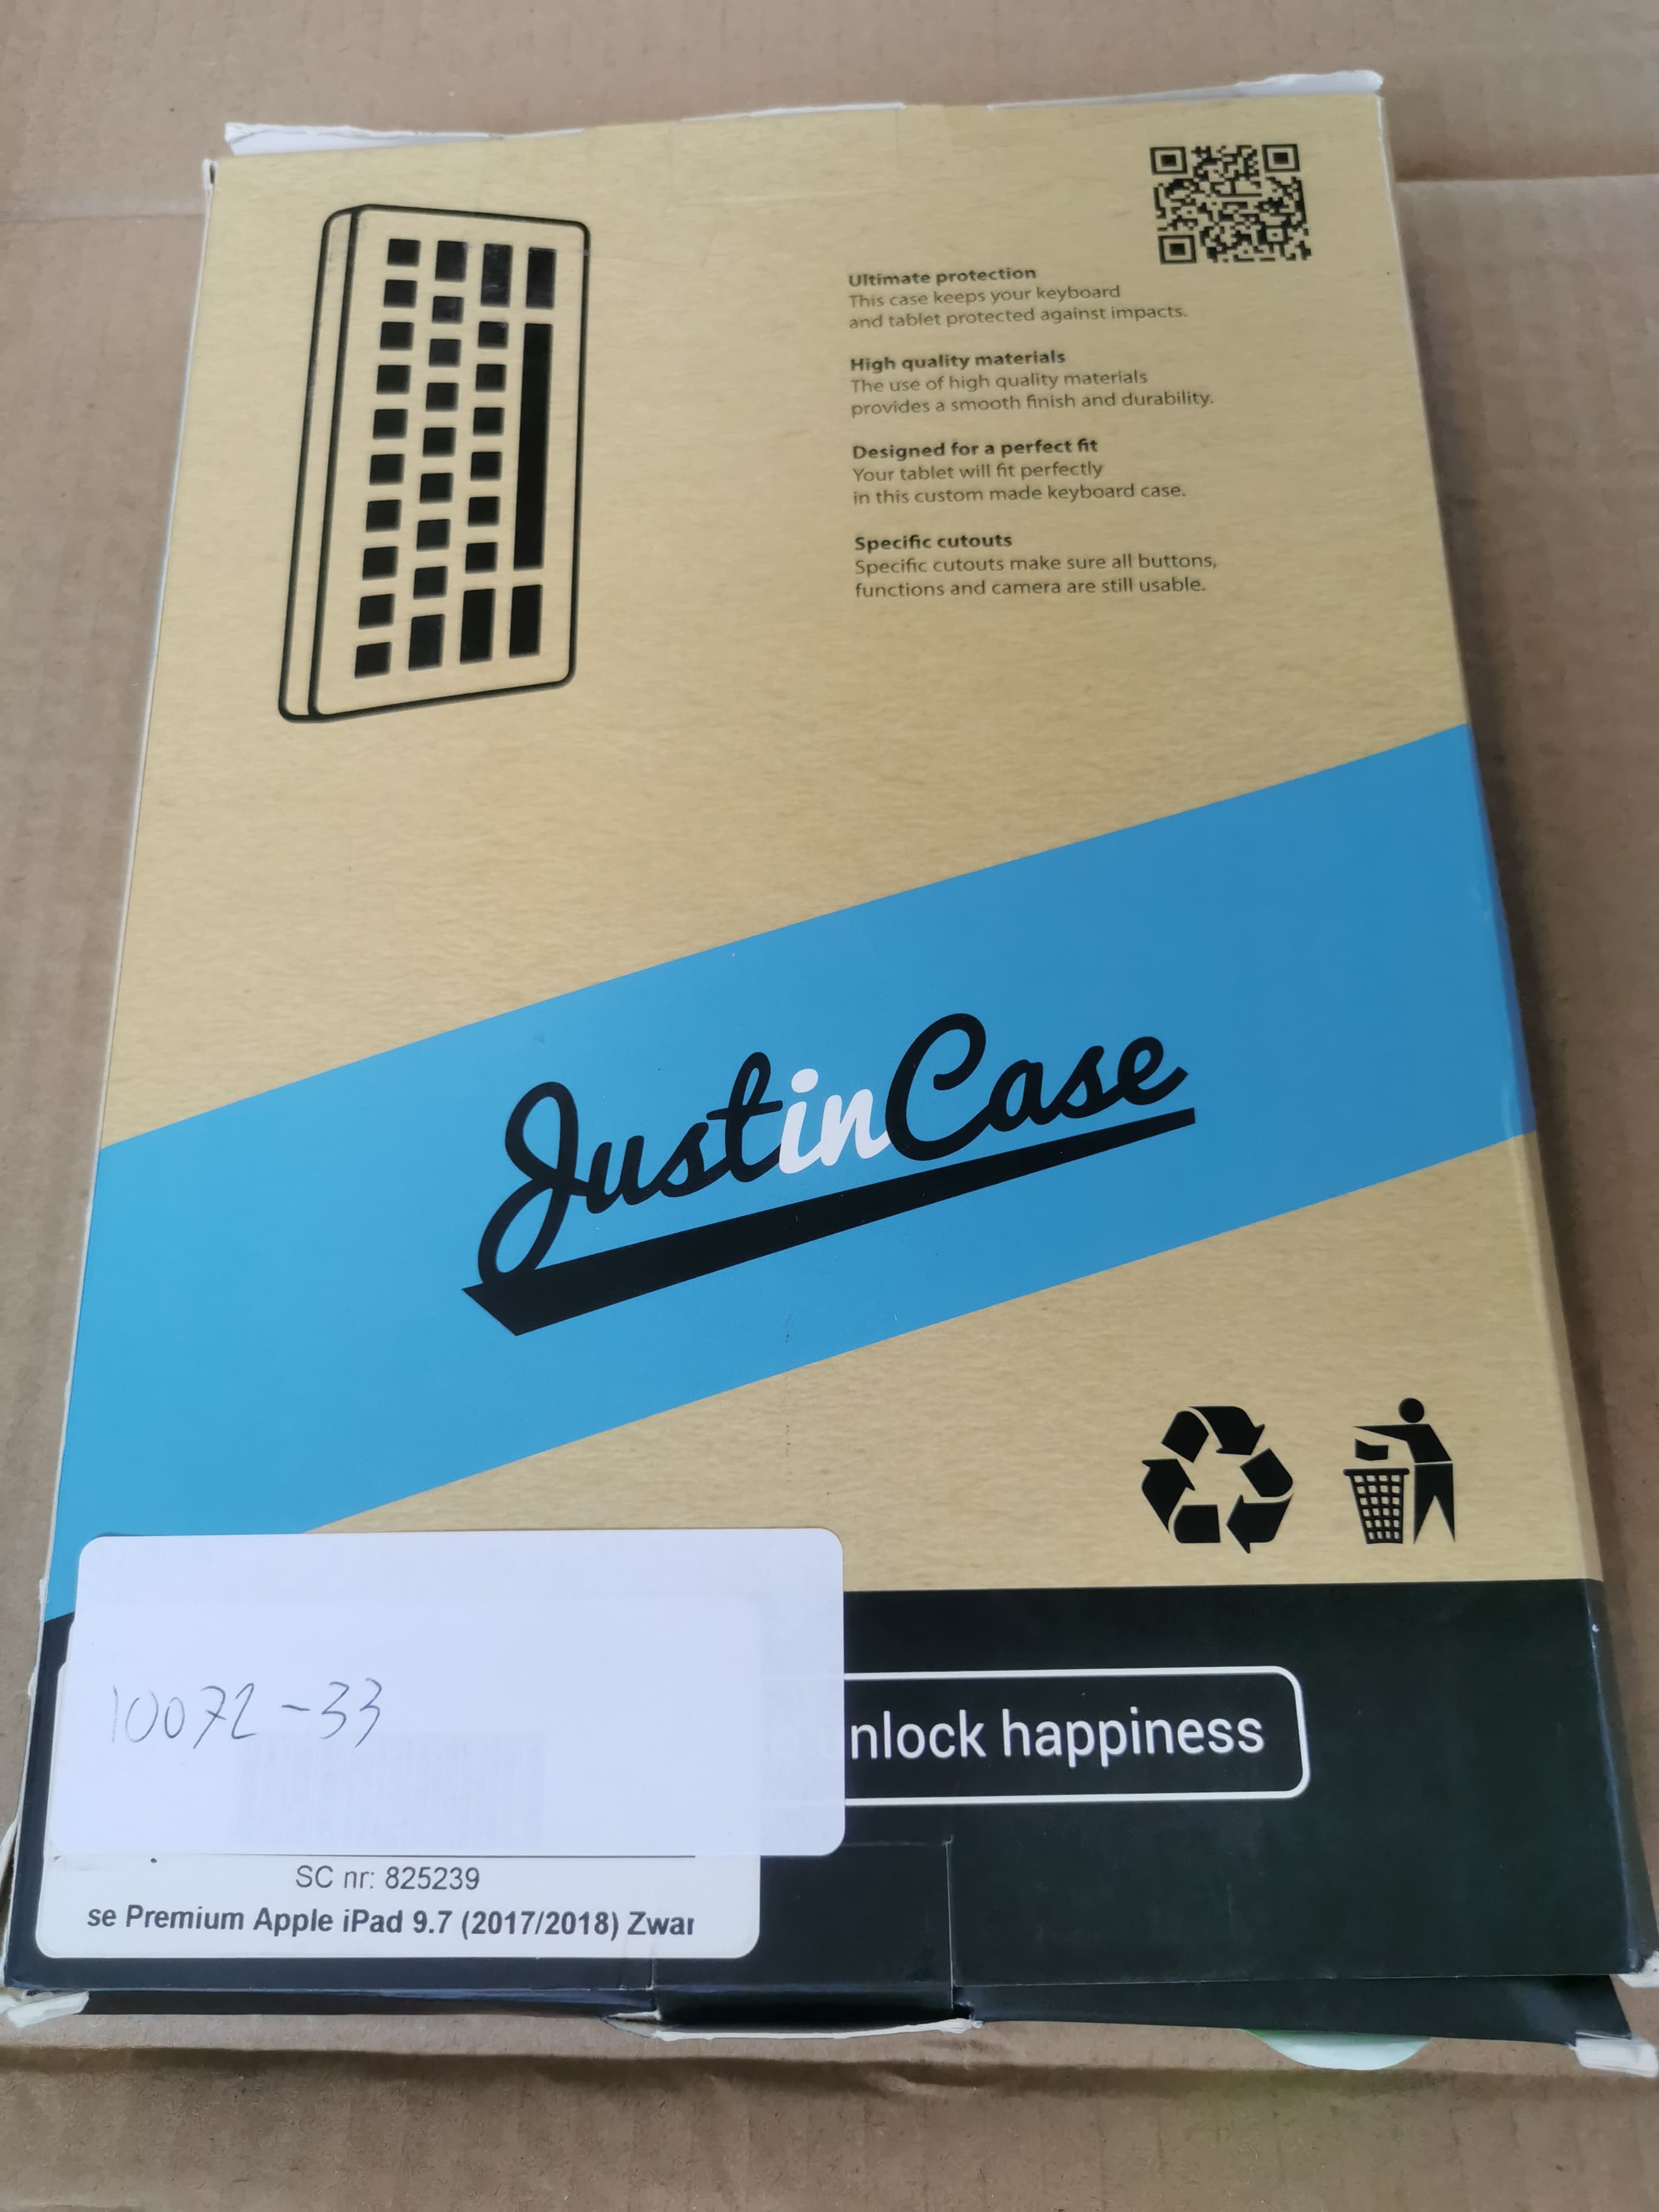 Ultimate protection
This case keeps your keyboard
and tablet protected against impacts.
High quality materials
The use of high quality materials
provides a smooth finish and durability.
Designed for a perfect fit
Your tablet will fit perfectly
in this custom made keyboard case.
Specific cutouts
Specific cutouts make sure all buttons,
functions and camera are still usable.
JustinCase
10072-33
nlock happiness
SC nr: 825239
se Premium Apple iPad 9.7 (2017/2018) Zwar